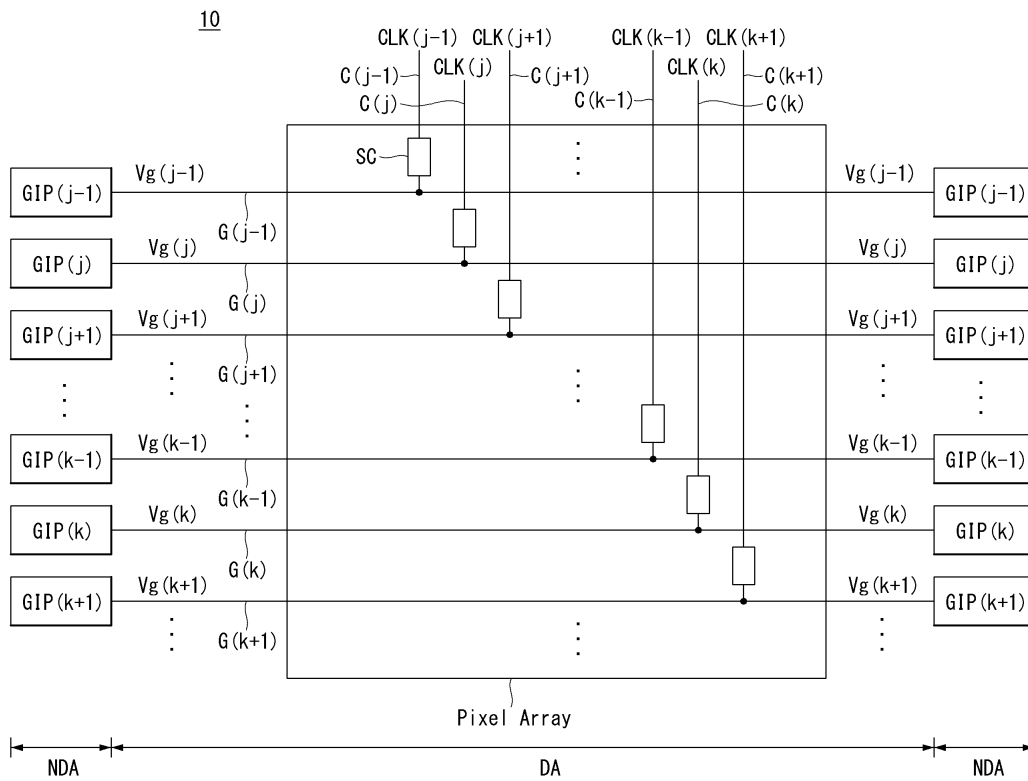 10
CLK(j-1) CLK(j+1) CLK(k-1) CLK(k+1)
CLK(j) CLK(k)
C(j-1) C(j+1) C(k-1) C(k+1)
C(j) C(k)
SC
Vg(j-1) Vg(j-1)
GIP(j-1) GIP(j-1)
G(j-1)
Vg(j) Vg(j)
GIP(j) GIP(j)
G(j)
Vg(j+1) Vg(j+1)
GIP(j+1) GIP(j+1)
G(j+1)
Vg(k-1) Vg(k-1)
GIP(k-1) GIP(k-1)
G(k-1)
Vg(k) Vg(k)
GIP(k) GIP(k)
G(k)
Vg(k+1) Vg(k+1)
GIP(k+1) GIP(k+1)
G(k+1)
Pixel Array
NDA DA NDA